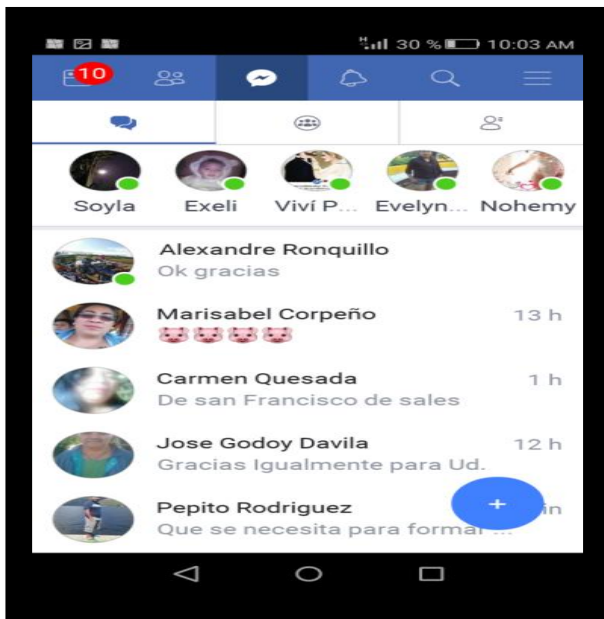 H 30 % 10:03 AM
10
Soyla Exeli Viví P... Evelyn... Nohemy
Alexandre Ronquillo
Ok gracias
Marisabel Corpeño 13 h
Carmen Quesada 1 h
De san Francisco de sales
Jose Godoy Davila 12 h
Gracias Igualmente para Ud.
Pepito Rodriguez in
Que se necesita para formar ...
+